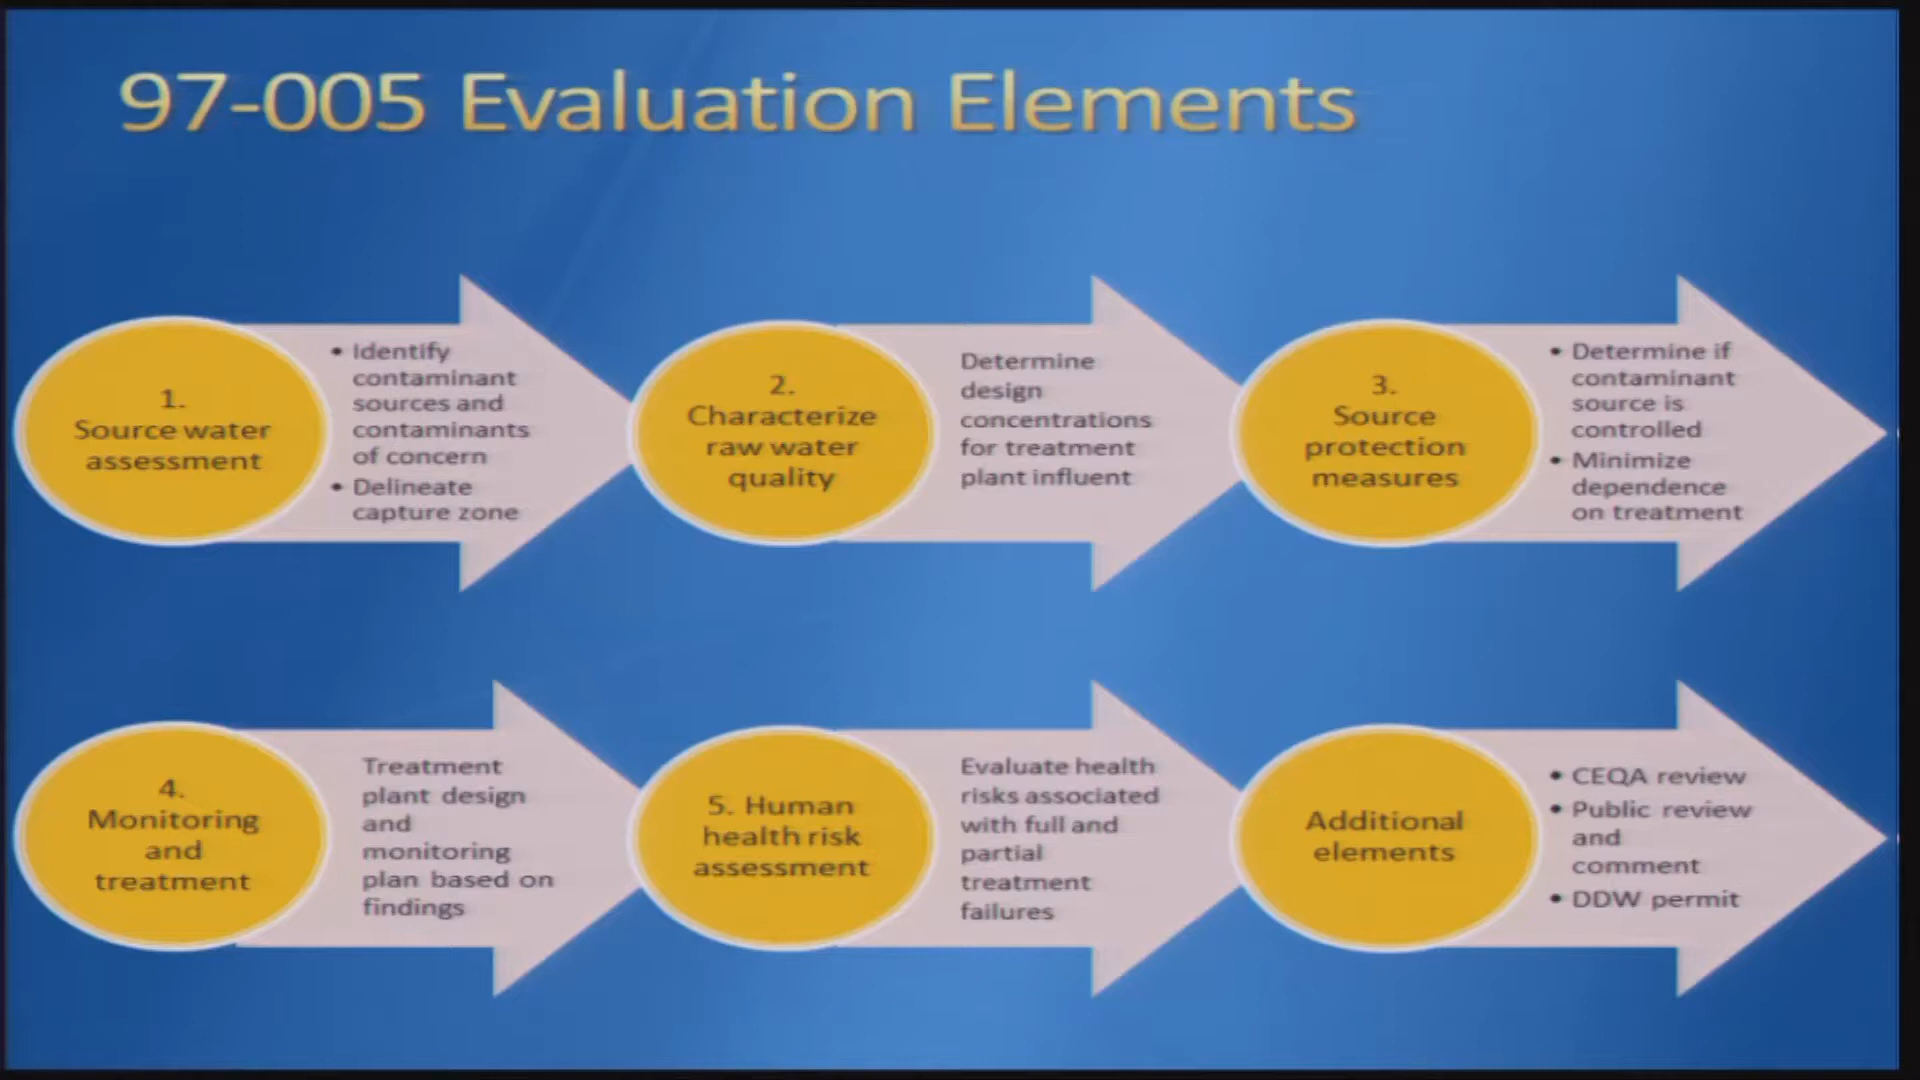 97-005 Evaluation Elements
1.
Source water
assessment
• Identify
contaminant
sources and
contaminants
of concern
• Delineate
capture zone
2.
Characterize
raw water
quality
Determine
design
concentrations
for treatment
plant influent
3.
Source
protection
measures
• Determine if
contaminant
source is
controlled
• Minimize
dependence
on treatment
4.
Monitoring
and
treatment
Treatment
plant design
and
monitoring
plan based on
findings
5. Human
health risk
assessment
Evaluate health
risks associated
with full and
partial
treatment
failures
Additional
elements
• CEQA review
• Public review
and
comment
• DDW permit